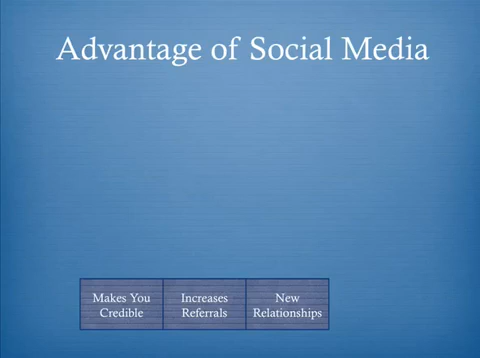 Advantage of Social Media
Makes You
Credible
Increases
Referrals
New
Relationships